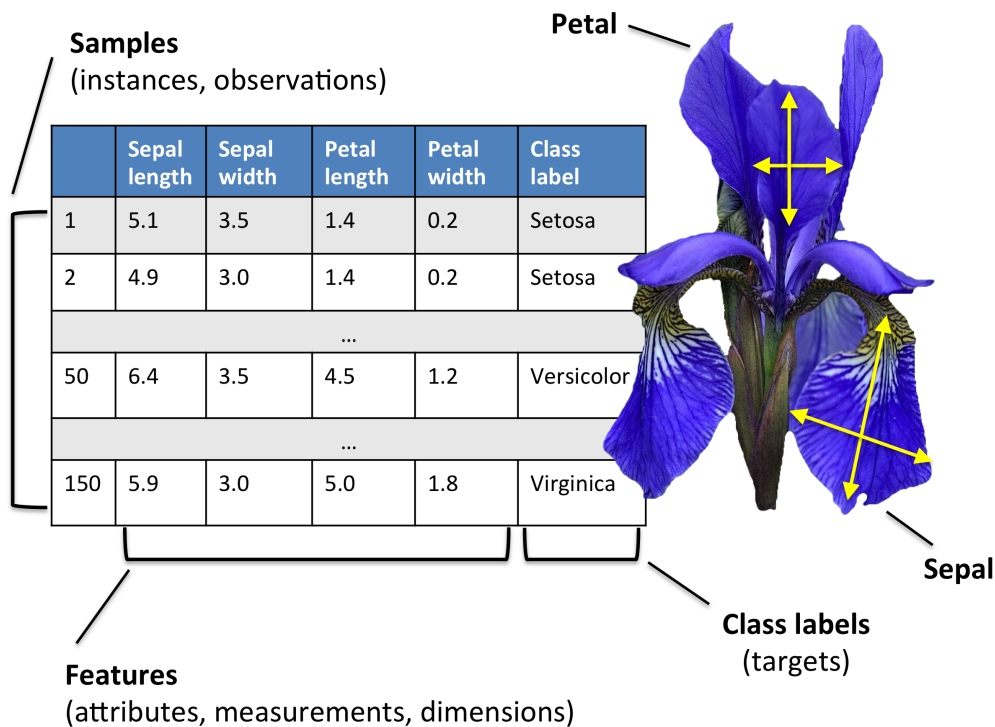 Samples
(instances, observations)
Petal
Sepal length Sepal width Petal length Petal width Class label
1 5.1 3.5 1.4 0.2 Setosa
2 4.9 3.0 1.4 0.2 Setosa
...
50 6.4 3.5 4.5 1.2 Versicolor
...
150 5.9 3.0 5.0 1.8 Virginica
Sepal
Class labels
(targets)
Features
(attributes, measurements, dimensions)